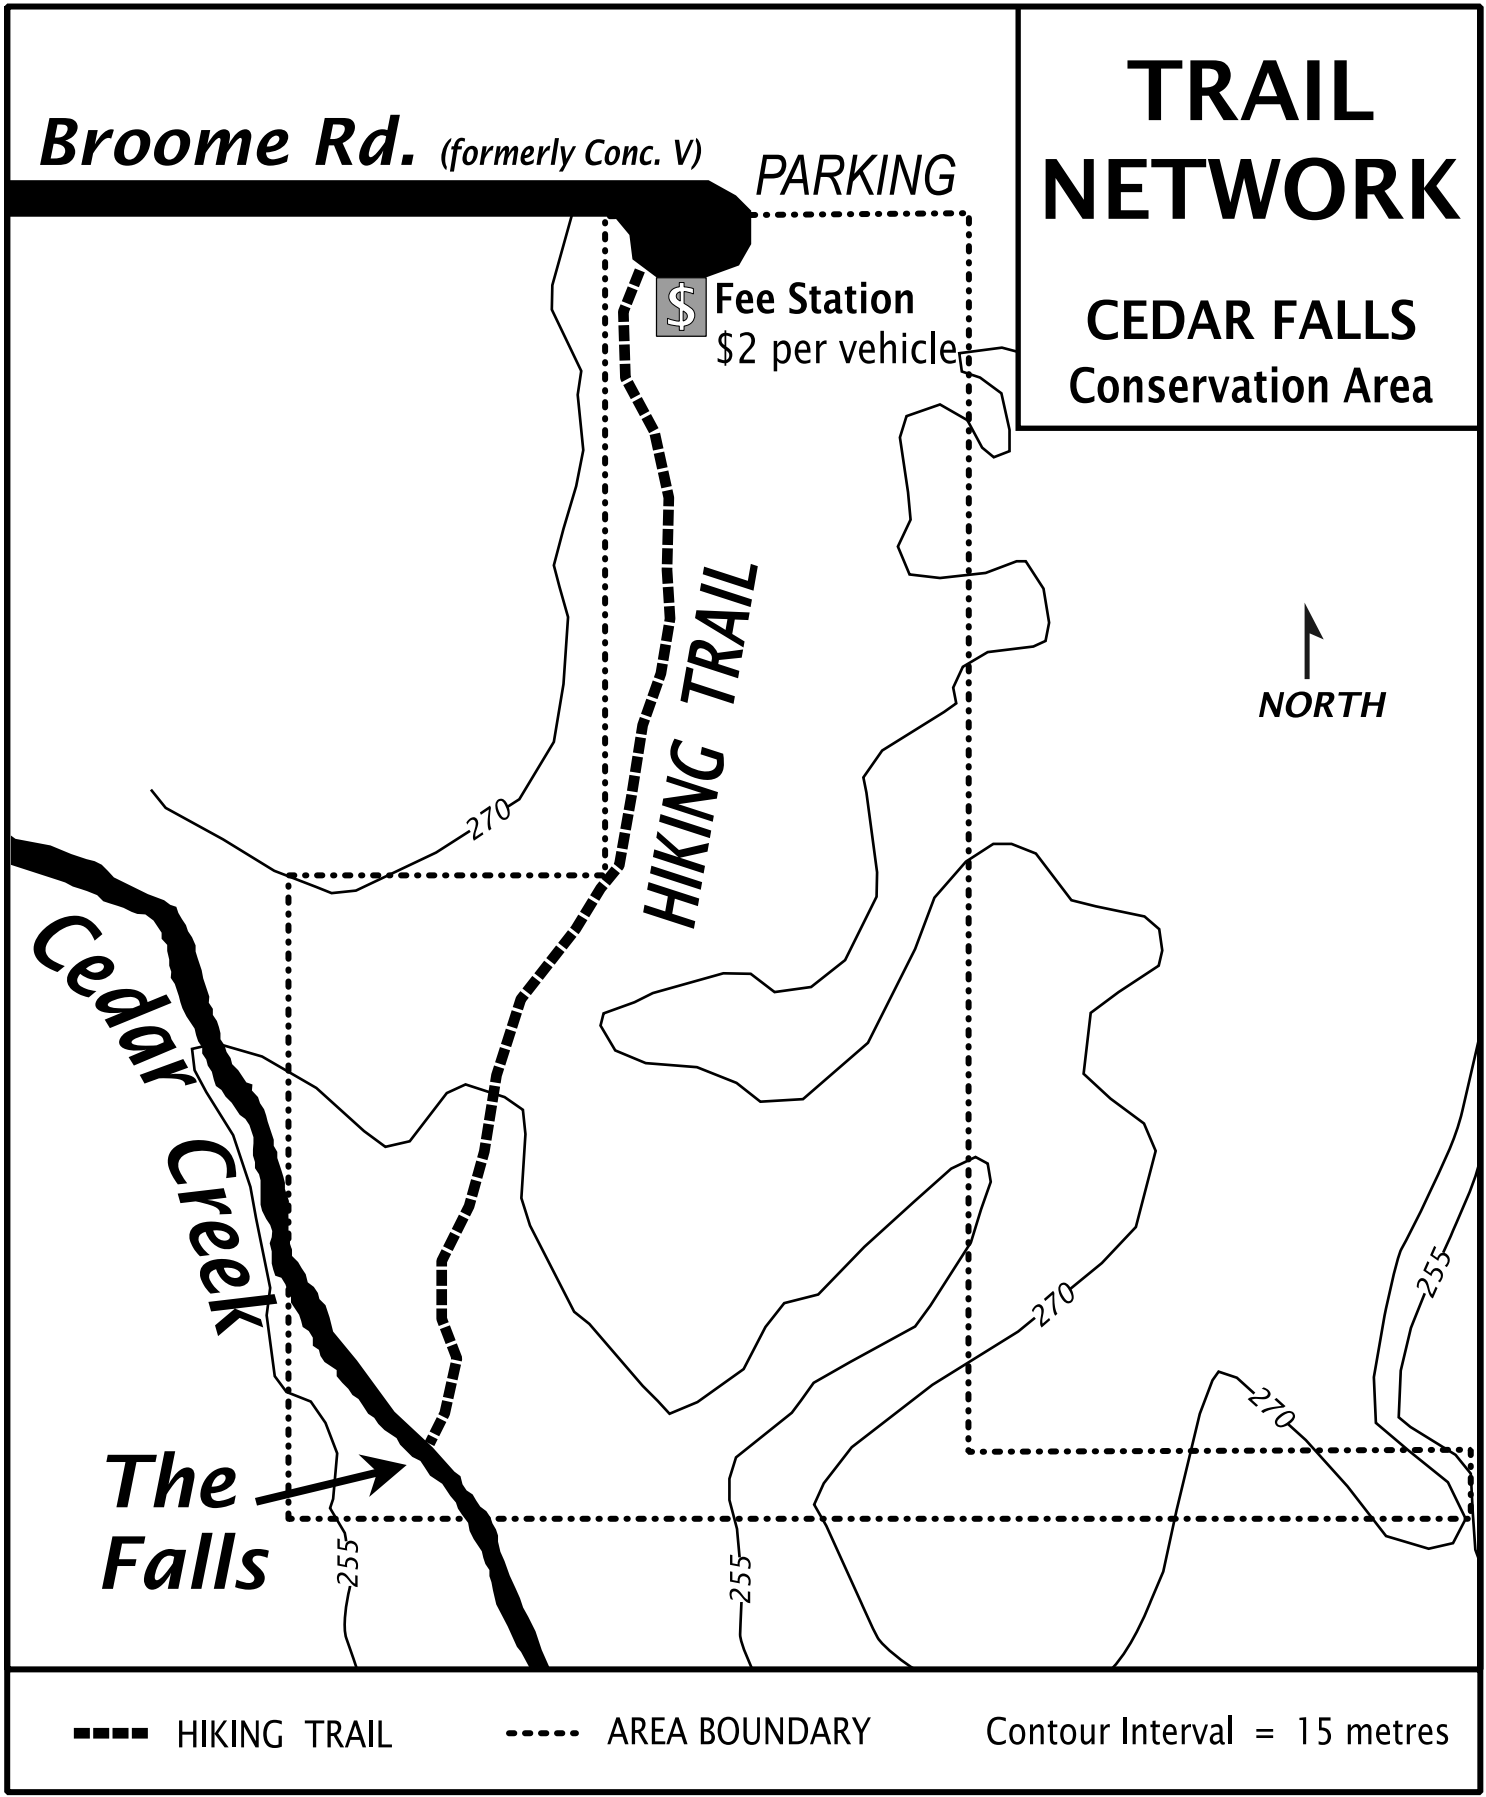 TRAIL
NETWORK
CEDAR FALLS
Conservation Area
Broome Rd. (formerly Conc. V)
PARKING
$
Fee Station
$2 per vehicle
HIKING TRAIL
NORTH
270
Cedar Creek
255
270
270
The
Falls
255
255
HIKING TRAIL
AREA BOUNDARY
Contour Interval = 15 metres